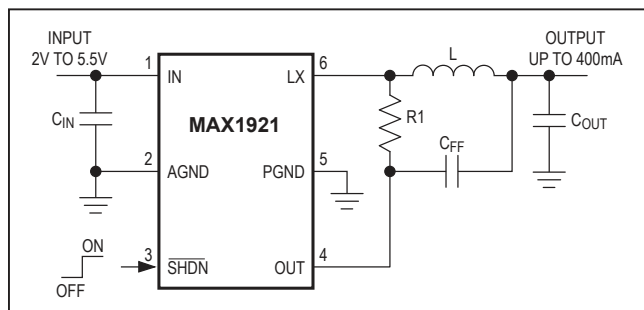 INPUT
2V TO 5.5V
OUTPUT
UP TO 400mA
1
IN
LX
6
L
CIN
MAX1921
R1
CFF
COUT
2
AGND
PGND
5
ON
OFF
3
SHDN
OUT
4